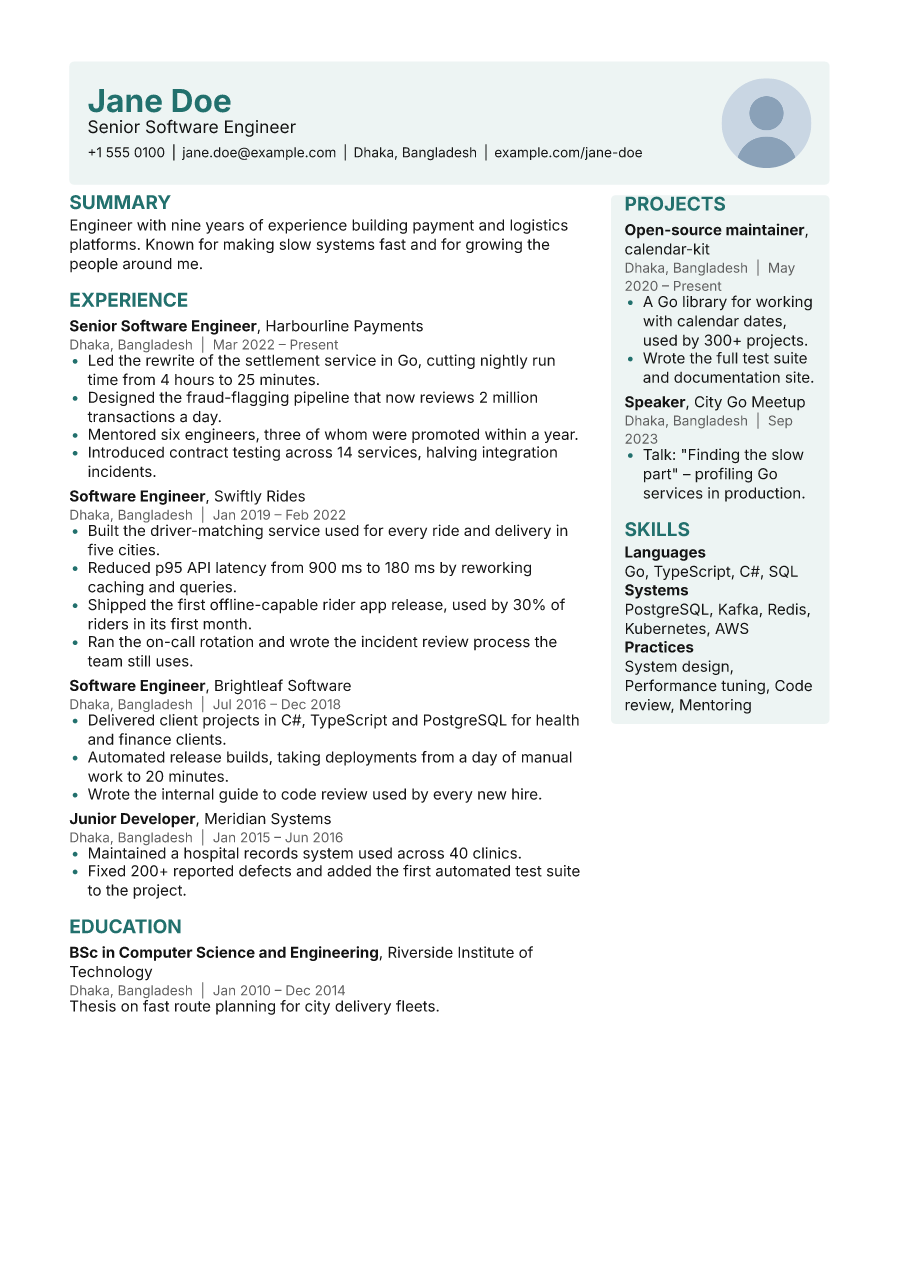 Jane Doe
Senior Software Engineer
+1 555 0100 | jane.doe@example.com | Dhaka, Bangladesh | example.com/jane-doe
SUMMARY
Engineer with nine years of experience building payment and logistics
platforms. Known for making slow systems fast and for growing the
people around me.
EXPERIENCE
Senior Software Engineer, Harbourline Payments
Dhaka, Bangladesh | Mar 2022 – Present
• Led the rewrite of the settlement service in Go, cutting nightly run
time from 4 hours to 25 minutes.
• Designed the fraud-flagging pipeline that now reviews 2 million
transactions a day.
• Mentored six engineers, three of whom were promoted within a year.
• Introduced contract testing across 14 services, halving integration
incidents.
Software Engineer, Swiftly Rides
Dhaka, Bangladesh | Jan 2019 – Feb 2022
• Built the driver-matching service used for every ride and delivery in
five cities.
• Reduced p95 API latency from 900 ms to 180 ms by reworking
caching and queries.
• Shipped the first offline-capable rider app release, used by 30% of
riders in its first month.
• Ran the on-call rotation and wrote the incident review process the
team still uses.
Software Engineer, Brightleaf Software
Dhaka, Bangladesh | Jul 2016 – Dec 2018
• Delivered client projects in C#, TypeScript and PostgreSQL for health
and finance clients.
• Automated release builds, taking deployments from a day of manual
work to 20 minutes.
• Wrote the internal guide to code review used by every new hire.
Junior Developer, Meridian Systems
Dhaka, Bangladesh | Jan 2015 – Jun 2016
• Maintained a hospital records system used across 40 clinics.
• Fixed 200+ reported defects and added the first automated test suite
to the project.
EDUCATION
BSc in Computer Science and Engineering, Riverside Institute of
Technology
Dhaka, Bangladesh | Jan 2010 – Dec 2014
Thesis on fast route planning for city delivery fleets.
PROJECTS
Open-source maintainer,
calendar-kit
Dhaka, Bangladesh | May
2020 – Present
• A Go library for working
with calendar dates,
used by 300+ projects.
• Wrote the full test suite
and documentation site.
Speaker, City Go Meetup
Dhaka, Bangladesh | Sep
2023
• Talk: "Finding the slow
part" – profiling Go
services in production.
SKILLS
Languages
Go, TypeScript, C#, SQL
Systems
PostgreSQL, Kafka, Redis,
Kubernetes, AWS
Practices
System design,
Performance tuning, Code
review, Mentoring